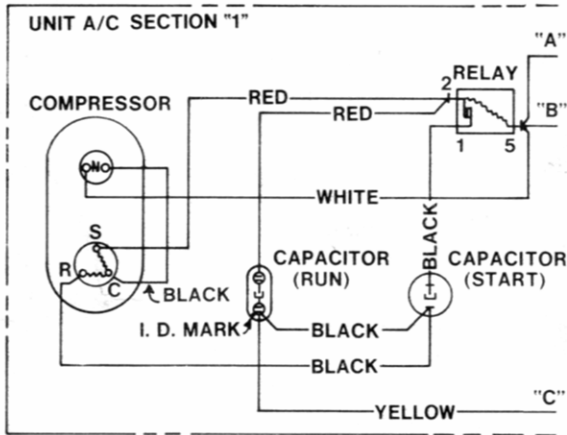 UNIT A/C SECTION "1"
"A"
RELAY
2
COMPRESSOR
RED
RED
"B"
1
5
N
WHITE
S
BLACK
R
C
CAPACITOR
(RUN)
CAPACITOR
(START)
BLACK
I. D. MARK
BLACK
BLACK
"C"
YELLOW